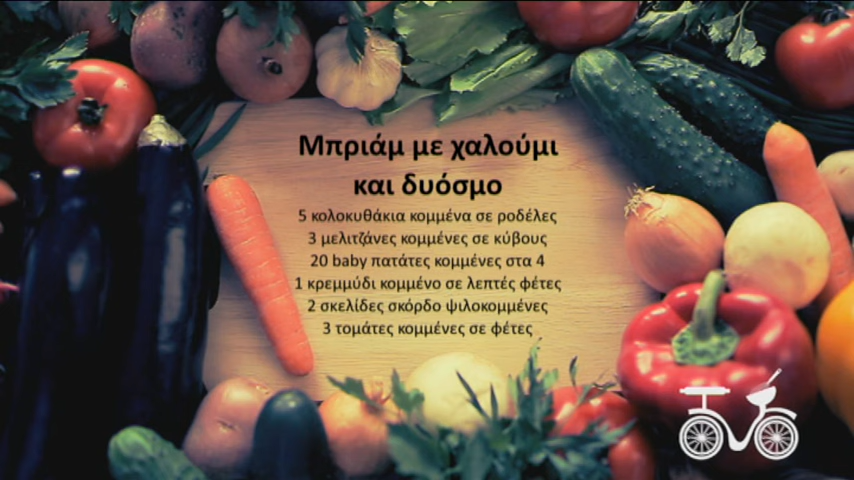 Μπριάμ με χαλούμι
και δυόσμο
5 κολοκυθάκια κομμένα σε ροδέλες
3 μελιτζάνες κομμένες σε κύβους
20 baby πατάτες κομμένες στα 4
1 κρεμμύδι κομμένο σε λεπτές φέτες
2 σκελίδες σκόρδο ψιλοκομμένες
3 τομάτες κομμένες σε φέτες